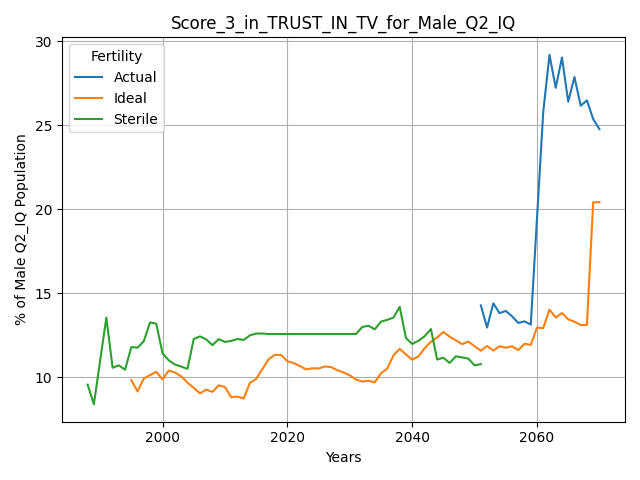 Score_3_in_TRUST_IN_TV_for_Male_Q2_IQ
Fertility
Actual
Ideal
Sterile
% of Male Q2_IQ Population
30
25
20
15
10
2000
2020
2040
2060
Years